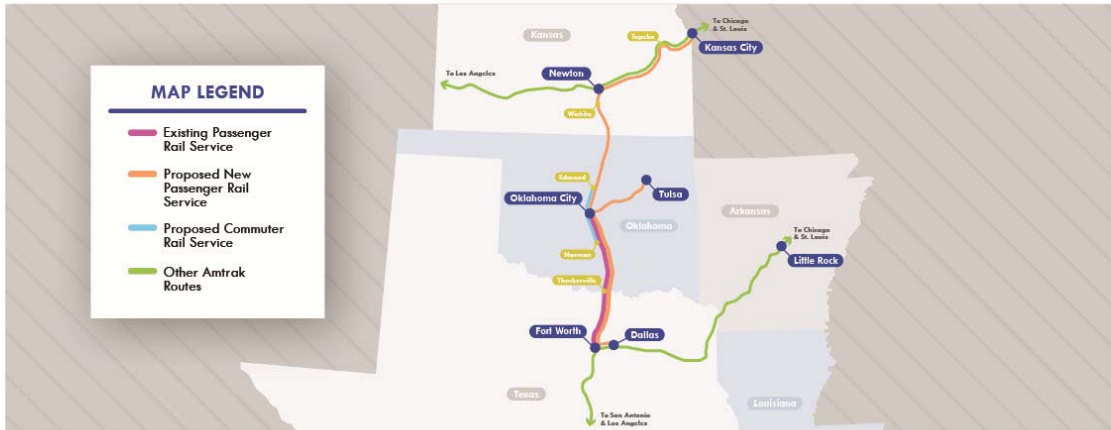 MAP LEGEND
Existing Passenger
Rail Service
Proposed New
Passenger Rail
Service
Proposed Commuter
Rail Service
Other Amtrak
Routes
Kansas
Topeka
To Chicago
& St. Louis
Kansas City
To Los Angeles
Newton
Wichita
Edmond
Oklahoma City
Tulsa
Oklahoma
Arkansas
Norman
To Chicago
& St. Louis
Little Rock
Thackerville
Fort Worth
Dallas
Texas
Louisiana
To San Antonio
& Los Angeles